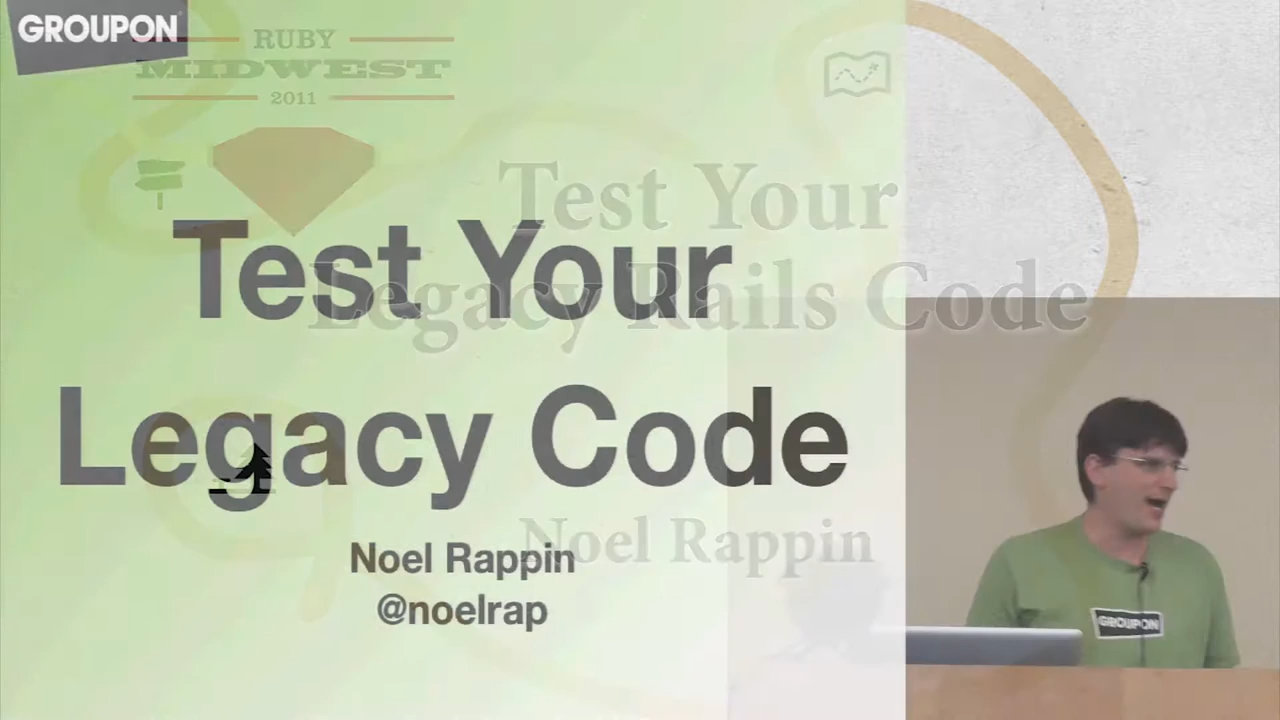 GROUPON
RUBY
MIDWEST
2011
Test Your
Legacy Rails Code
Noel Rappin
Test Your
Legacy Code
Noel Rappin
@noelrap
GROUPON